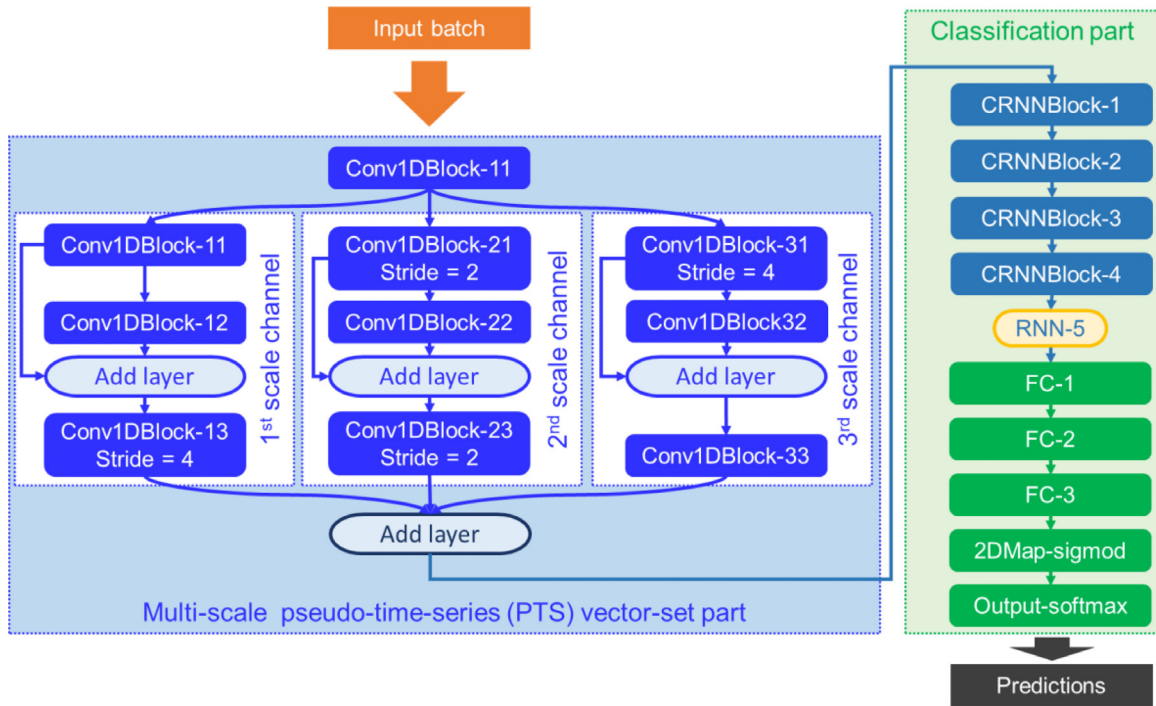 Input batch
Conv1DBlock-11
Conv1DBlock-11
Conv1DBlock-12
Add layer
Conv1DBlock-13
Stride = 4
1st scale channel
Conv1DBlock-21
Stride = 2
Conv1DBlock-22
Add layer
Conv1DBlock-23
Stride = 2
2nd scale channel
Conv1DBlock-31
Stride = 4
Conv1DBlock32
Add layer
Conv1DBlock-33
3rd scale channel
Add layer
Multi-scale pseudo-time-series (PTS) vector-set part
Classification part
CRNNBlock-1
CRNNBlock-2
CRNNBlock-3
CRNNBlock-4
RNN-5
FC-1
FC-2
FC-3
2DMap-sigmod
Output-softmax
Predictions